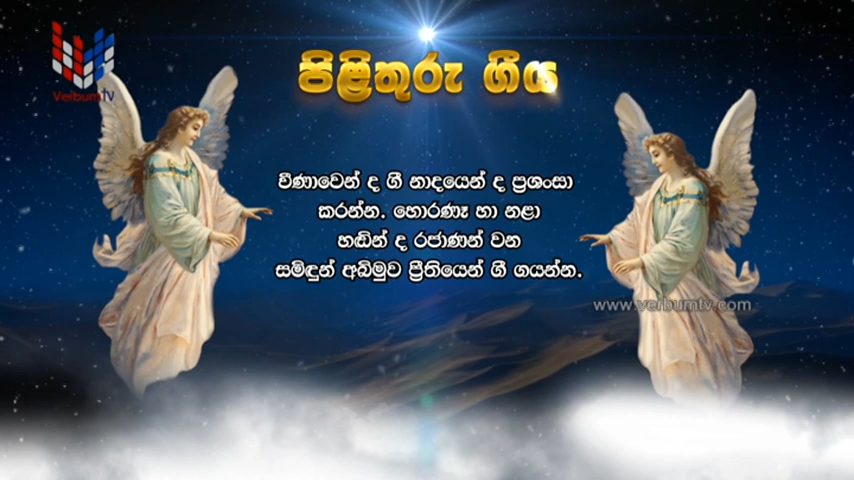 VerbumTV
පිළිතුරු ගීය
වීණාවෙන් ද ගී නාදයෙන් ද ප්‍රශංසා
කරන්න. හොරණෑ හා නළා
හඬින් ද රජාණන් වන
සමිඳුන් අබිමුව ප්‍රීතියෙන් ගී ගයන්න.
www.verbumtv.com